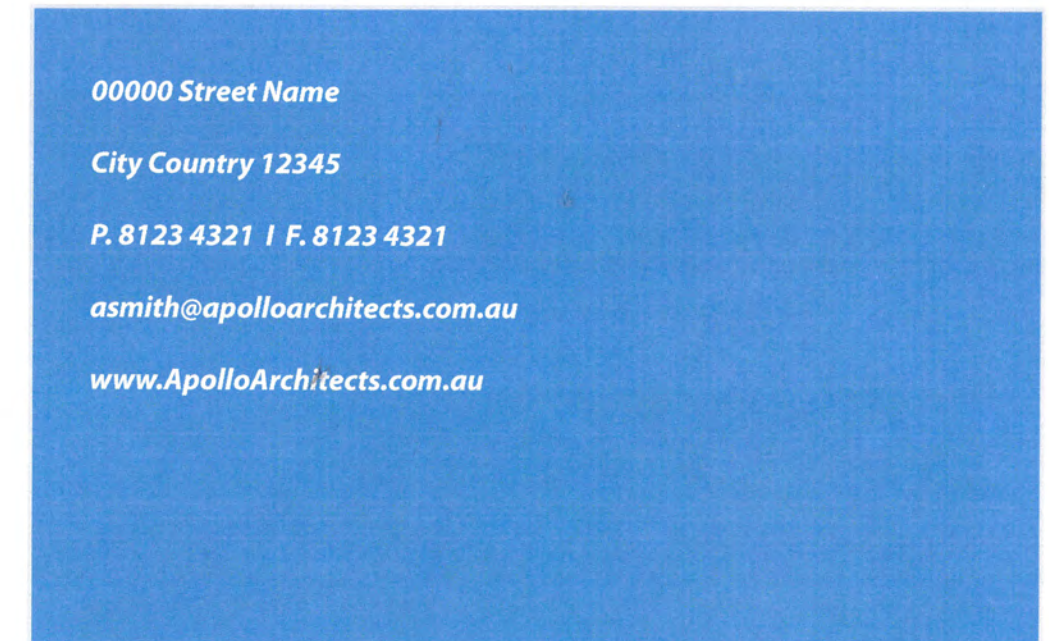 00000 Street Name
City Country 12345
P. 8123 4321 I F. 8123 4321
asmith@apolloarchitects.com.au
www.ApolloArchitects.com.au